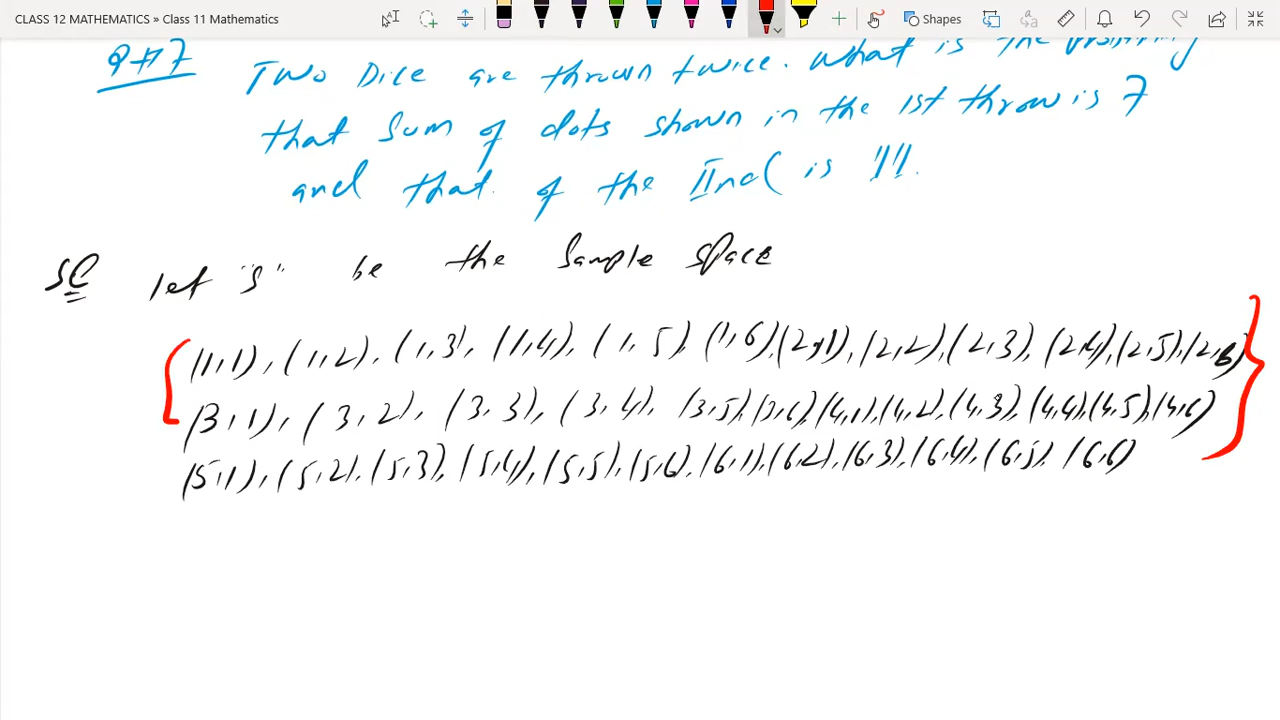 CLASS 12 MATHEMATICS » Class 11 Mathematics
Shapes
Q#7 Two Dice are thrown twice. What is the
that sum of dots shown in the 1st throw is 7
and that of the IInd is 11.
Sol let "S" be the sample space
{(1,1), (1,2), (1,3), (1,4), (1,5), (1,6), (2,1), (2,2), (2,3), (2,4), (2,5), (2,6)
(3,1), (3,2), (3,3), (3,4), (3,5), (3,6), (4,1), (4,2), (4,3), (4,4), (4,5), (4,6)
(5,1), (5,2), (5,3), (5,4), (5,5), (5,6), (6,1), (6,2), (6,3), (6,4), (6,5), (6,6)}